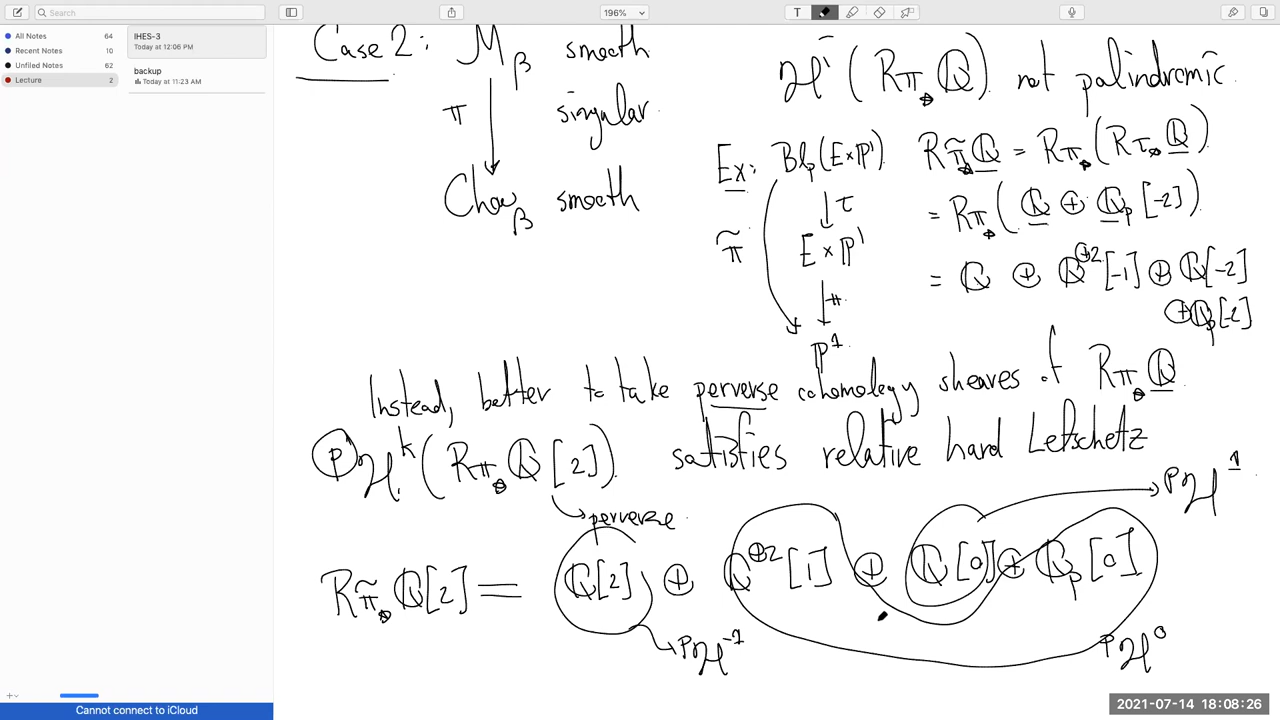 Search
196%
T
All Notes 64
Recent Notes 10
Unfiled Notes 62
Lecture 2
IHES-3
Today at 12:06 PM
backup
Today at 11:23 AM
Case 2: M_β smooth
π singular
Chow_β smooth
ℋ^i (Rπ_* ℚ) not palindromic
Ex: Bl_p(E×P¹) Rπ̃_* ℚ = Rπ_* (Rτ_* ℚ)
↓ τ = Rπ_* (ℚ ⊕ ℚ_p [-2])
π̃ E × P¹ = ℚ ⊕ ℚ^{⊕2} [-1] ⊕ ℚ[-2]
↓ π ⊕ℚ_p[-2]
P¹
Instead, better to take perverse cohomology sheaves of Rπ_* ℚ
ᵖℋ^k (Rπ_* ℚ [2]) satisfies relative hard Lefschetz
→ perverse → ᵖℋ^1
Rπ̃_* ℚ[2] = ℚ[2] ⊕ ℚ^{⊕2} [1] ⊕ ℚ[0] ⊕ ℚ_p [0]
→ ᵖℋ^{-1} ᵖℋ^0
Cannot connect to iCloud
2021-07-14 18:08:26